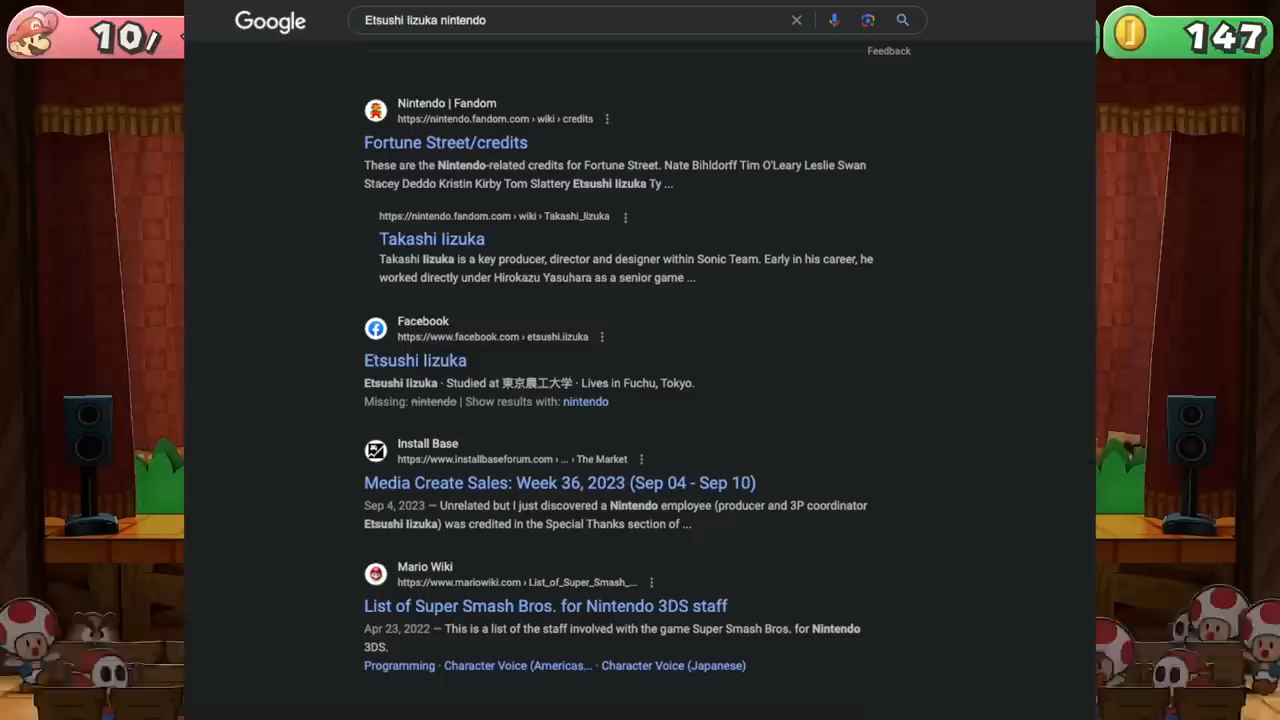 10/
Google
Etsushi Iizuka nintendo
147
Feedback
Nintendo | Fandom
https://nintendo.fandom.com › wiki › credits
Fortune Street/credits
These are the Nintendo-related credits for Fortune Street. Nate Bihldorff Tim O'Leary Leslie Swan
Stacey Deddo Kristin Kirby Tom Slattery Etsushi Iizuka Ty ...
https://nintendo.fandom.com › wiki › Takashi_Iizuka
Takashi Iizuka
Takashi Iizuka is a key producer, director and designer within Sonic Team. Early in his career, he
worked directly under Hirokazu Yasuhara as a senior game ...
Facebook
https://www.facebook.com › etsushi.iizuka
Etsushi Iizuka
Etsushi Iizuka · Studied at 東京農工大学 · Lives in Fuchu, Tokyo.
Missing: nintendo | Show results with: nintendo
Install Base
https://www.installbaseforum.com › ... › The Market
Media Create Sales: Week 36, 2023 (Sep 04 - Sep 10)
Sep 4, 2023 — Unrelated but I just discovered a Nintendo employee (producer and 3P coordinator
Etsushi Iizuka) was credited in the Special Thanks section of ...
Mario Wiki
https://www.mariowiki.com › List_of_Super_Smash_...
List of Super Smash Bros. for Nintendo 3DS staff
Apr 23, 2022 — This is a list of the staff involved with the game Super Smash Bros. for Nintendo
3DS.
Programming · Character Voice (Americas... · Character Voice (Japanese)